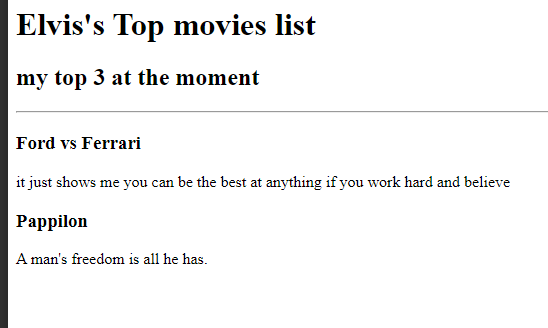 Elvis's Top movies list
my top 3 at the moment
Ford vs Ferrari
it just shows me you can be the best at anything if you work hard and believe
Pappilon
A man's freedom is all he has.